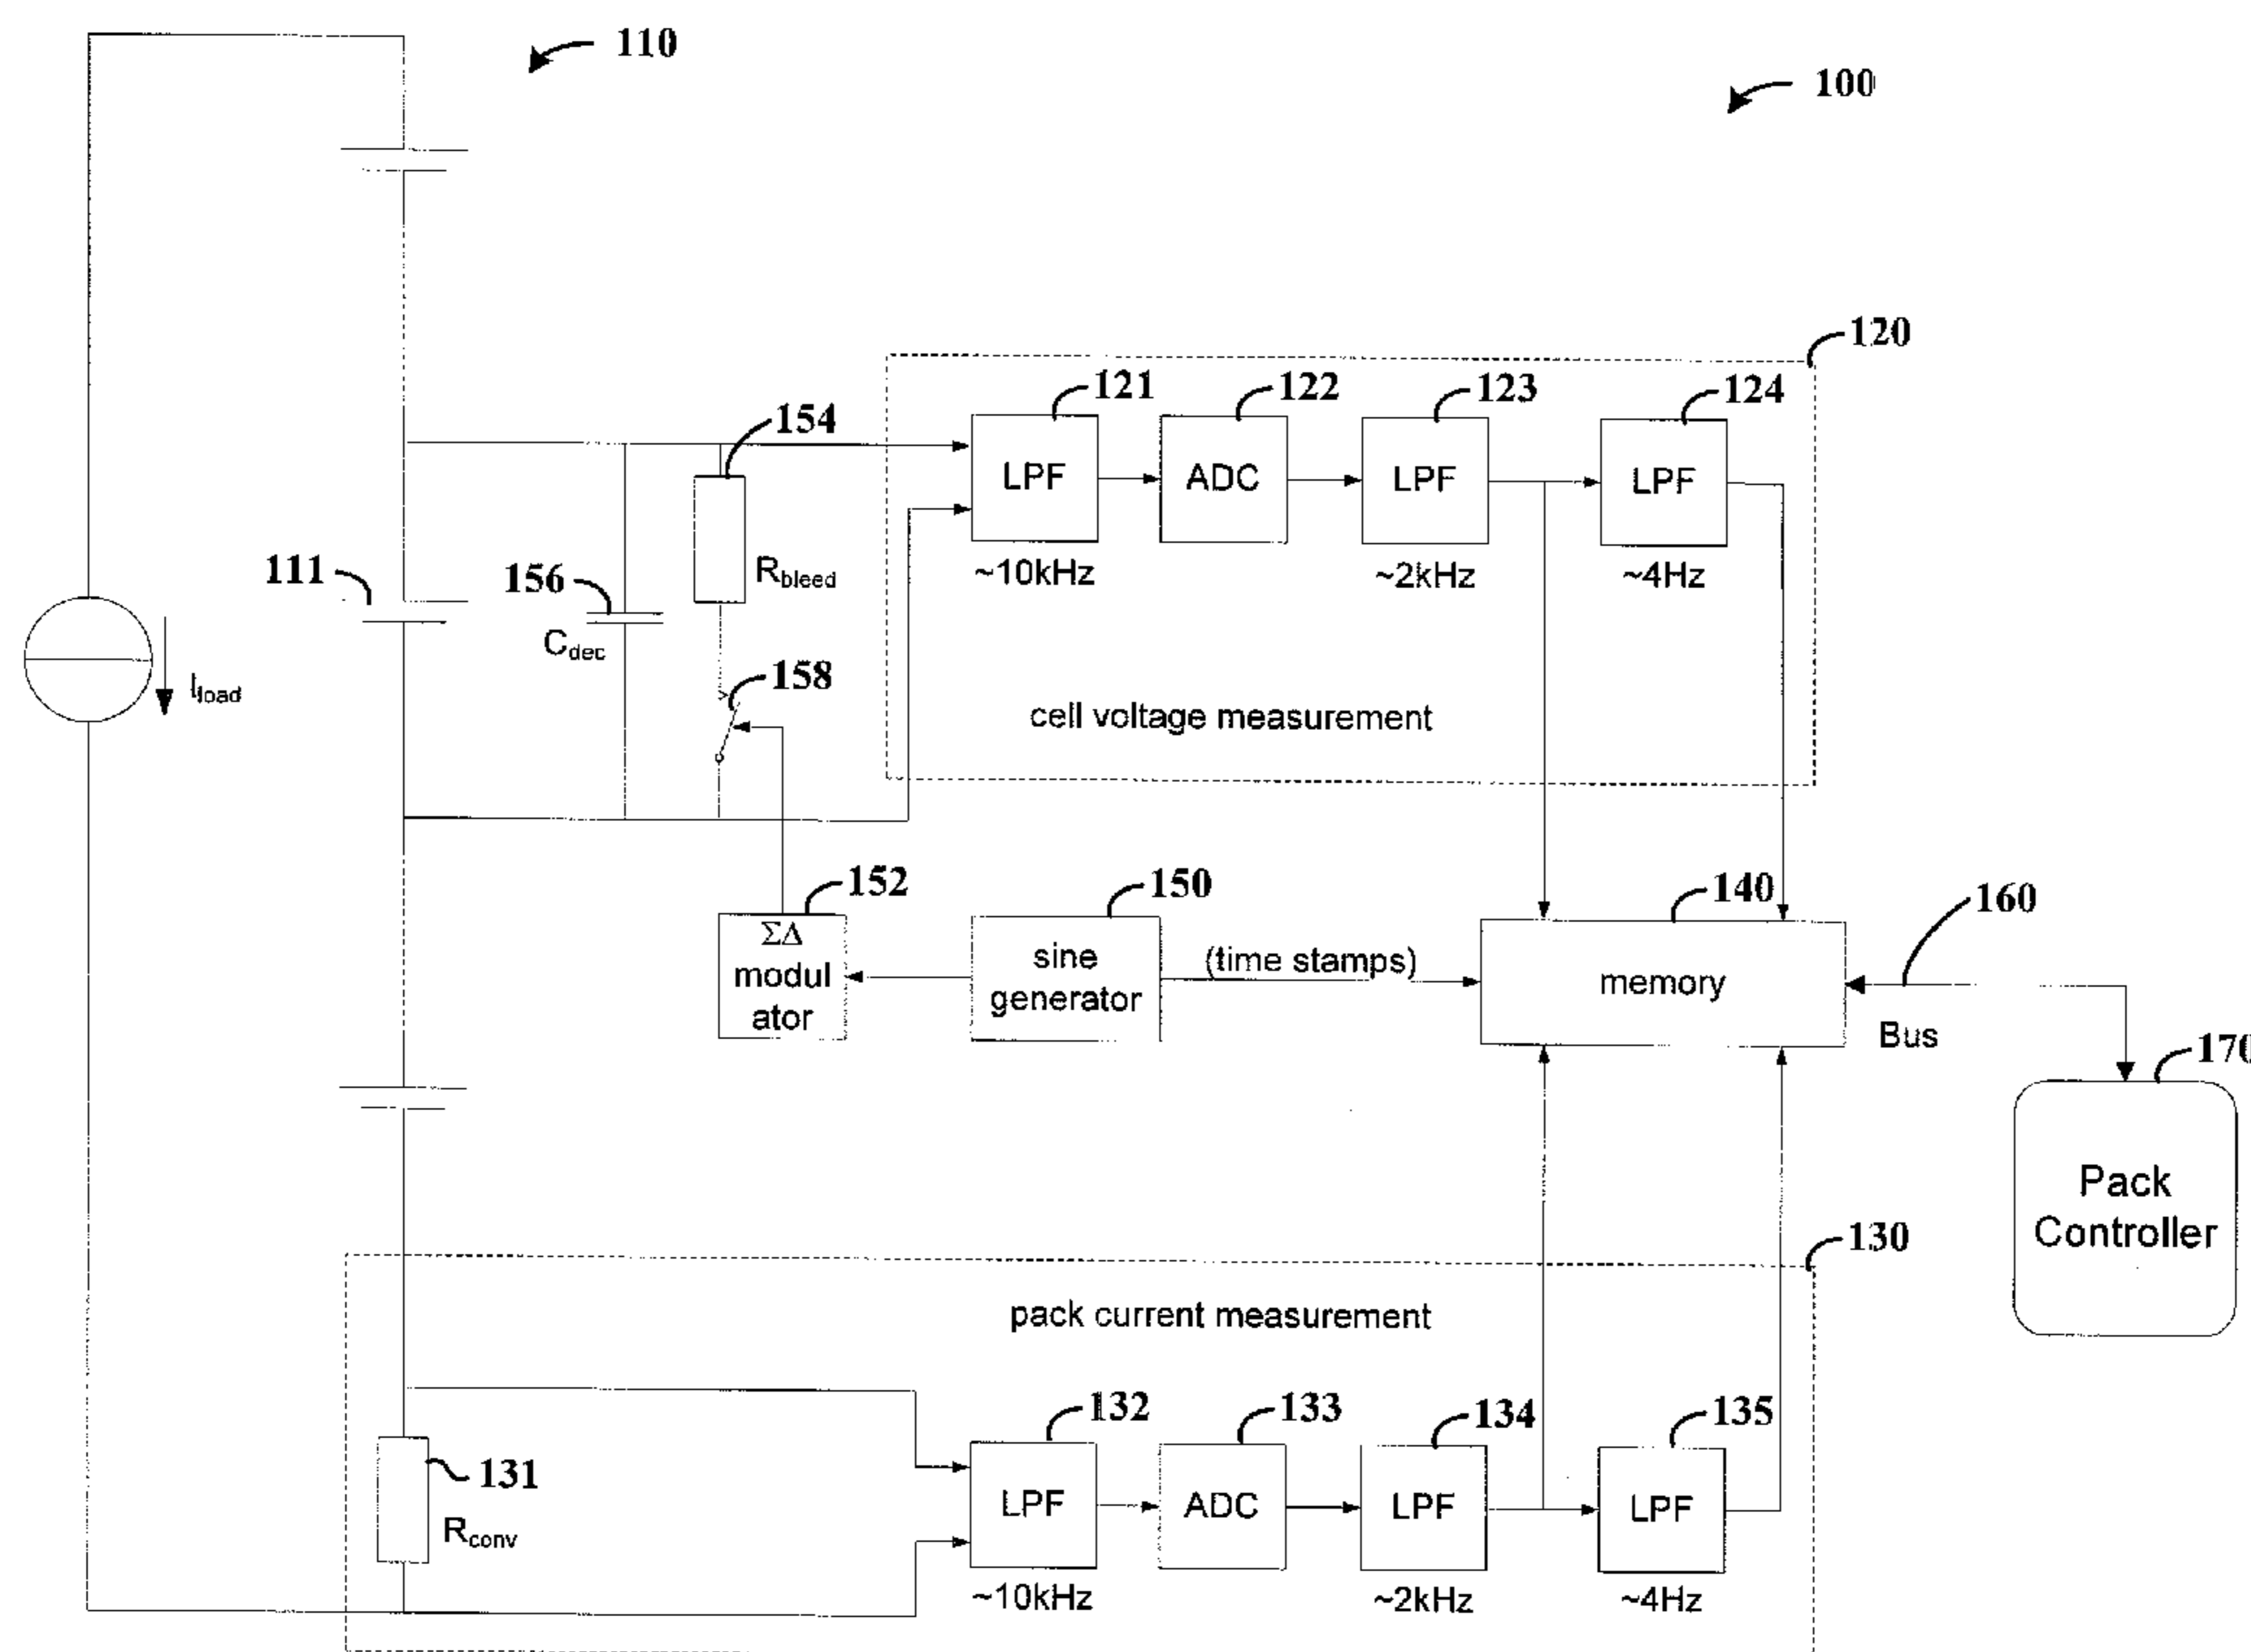 110
100
120
121
122
123
124
154
LPF
ADC
LPF
LPF
~10kHz
~2kHz
~4Hz
Rbleed
111
156
Cdec
158
Iload
cell voltage measurement
152
150
140
160
ΣΔ
modul
ator
sine
generator
(time stamps)
memory
Bus
170
Pack
Controller
130
pack current measurement
132
133
134
135
131
Rconv
LPF
ADC
LPF
LPF
~10kHz
~2kHz
~4Hz